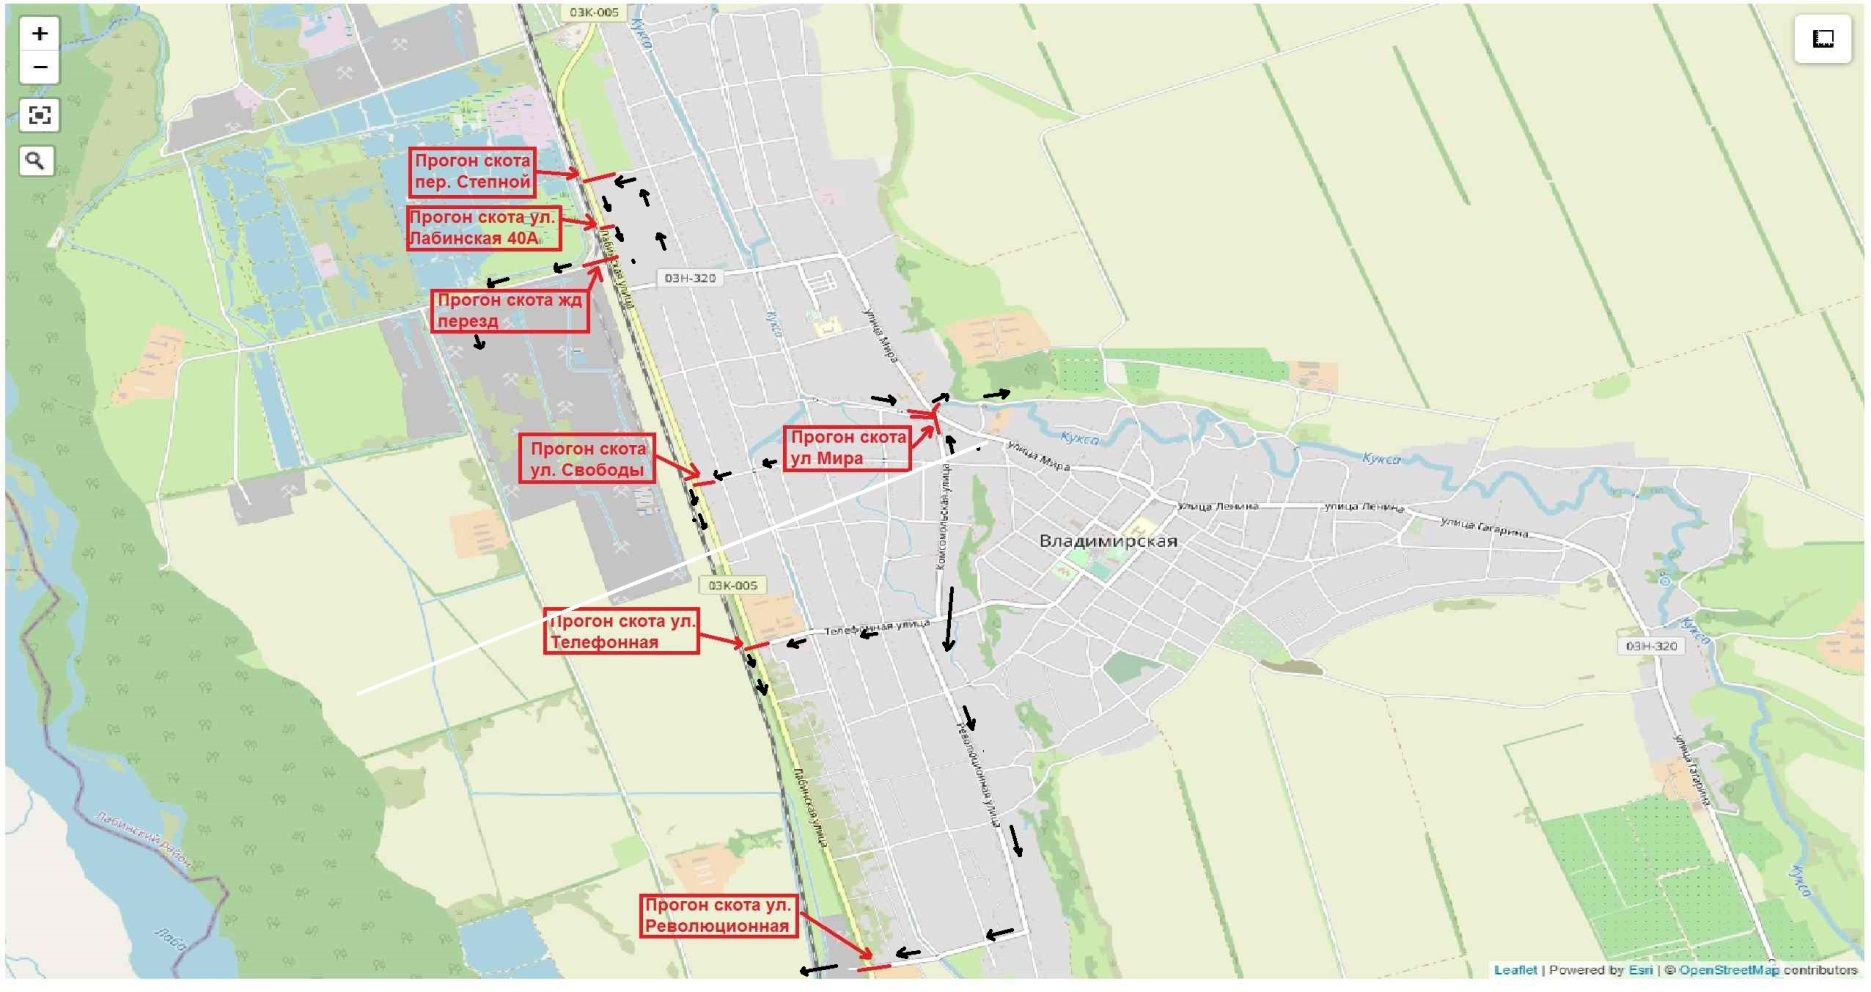 03К-005
Кукса
+
−
Прогон скота
пер. Степной
Прогон скота ул.
Лабинская 40А
Лабинская улица
03Н-320
Прогон скота жд
перезд
Кукса
улица Мира
Прогон скота
ул Мира
Прогон скота
ул. Свободы
Кукса
Кукса
улица Мира
Комсомольская улица
улица Ленина
улица Ленина
улица Гагарина
Владимирская
03К-005
Прогон скота ул.
Телефонная
Телефонная улица
Кукса
03Н-320
Революционная улица
Лабинская улица
улица Гагарина
Лабинский район
Кукса
Прогон скота ул.
Революционная
Лаба
Leaflet | Powered by Esri | © OpenStreetMap contributors